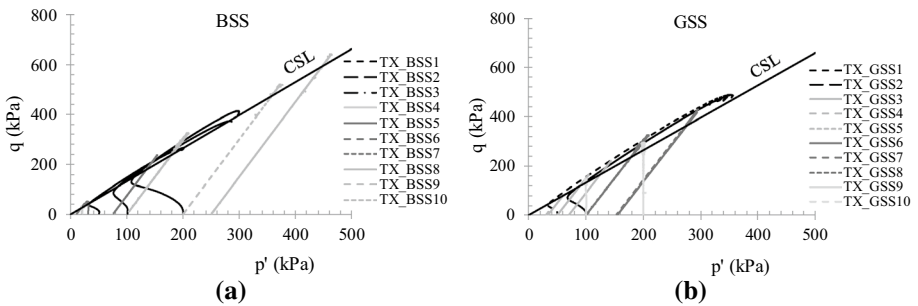 BSS
800
600
400
200
0
q (kPa)
CSL
TX_BSS1
TX_BSS2
TX_BSS3
TX_BSS4
TX_BSS5
TX_BSS6
TX_BSS7
TX_BSS8
TX_BSS9
TX_BSS10
0 100 200 300 400 500
p' (kPa)
(a)
GSS
800
600
400
200
0
q (kPa)
CSL
TX_GSS1
TX_GSS2
TX_GSS3
TX_GSS4
TX_GSS5
TX_GSS6
TX_GSS7
TX_GSS8
TX_GSS9
TX_GSS10
0 100 200 300 400 500
p' (kPa)
(b)